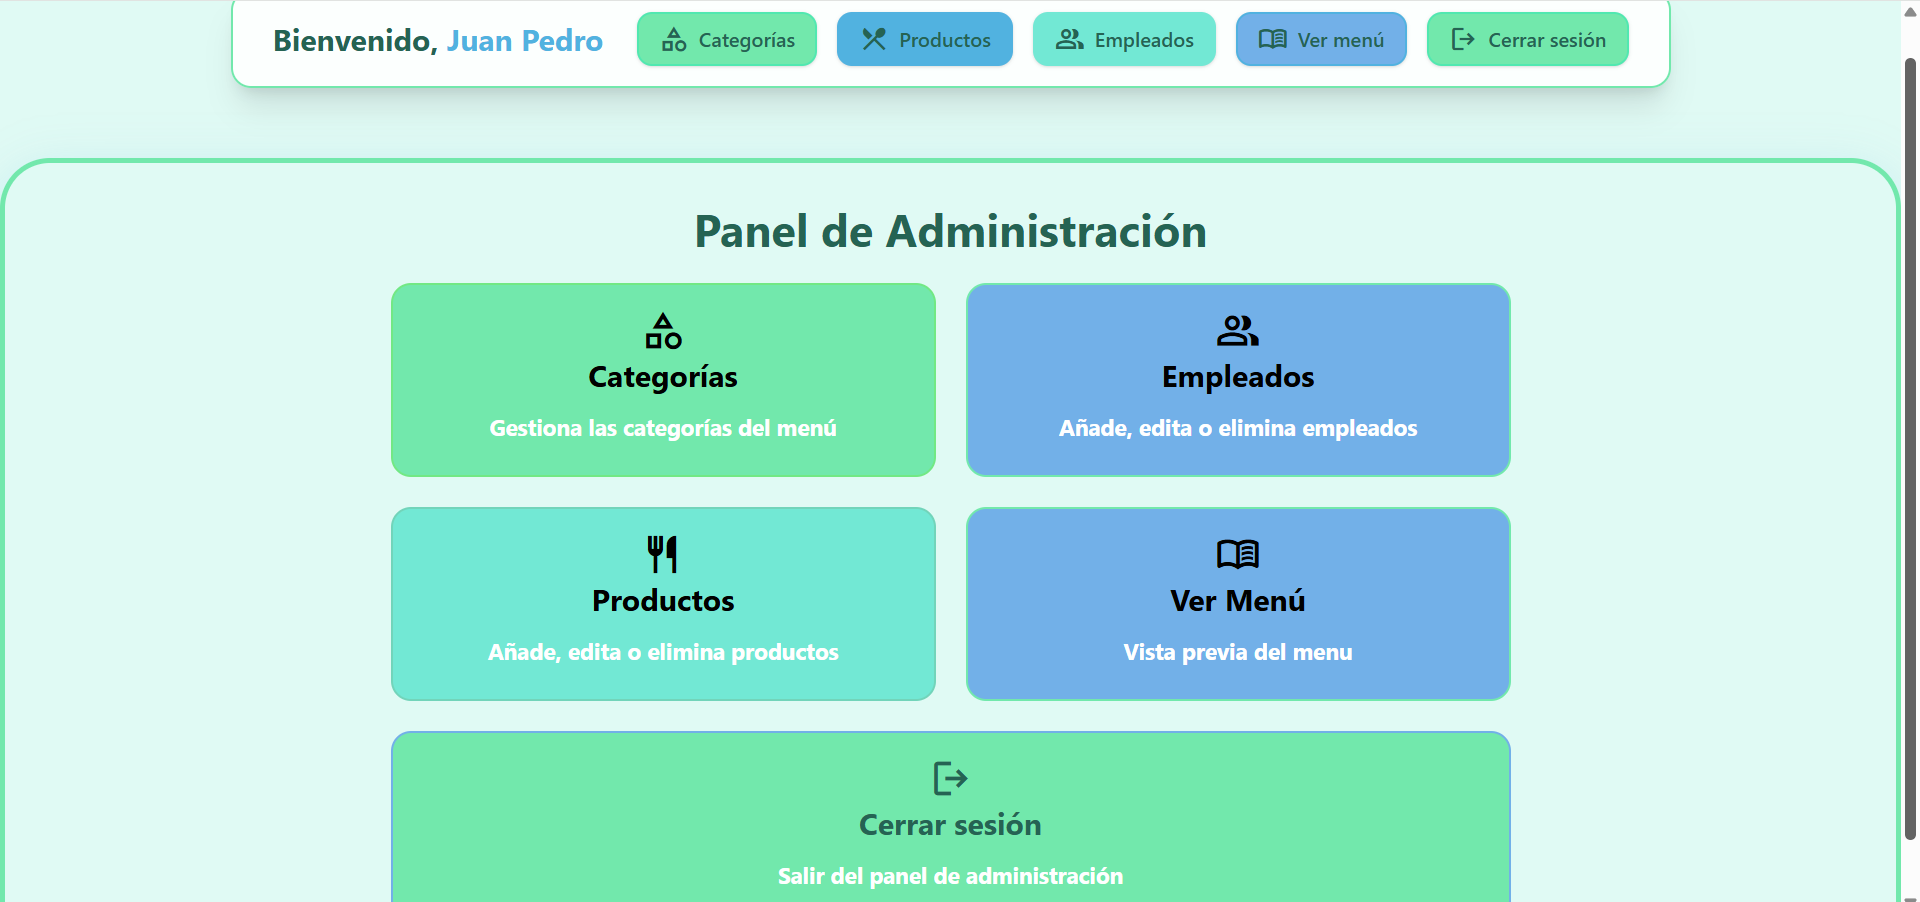 Bienvenido, Juan Pedro
Categorías
Productos
Empleados
Ver menú
Cerrar sesión
Panel de Administración
Categorías
Gestiona las categorías del menú
Empleados
Añade, edita o elimina empleados
Productos
Añade, edita o elimina productos
Ver Menú
Vista previa del menu
Cerrar sesión
Salir del panel de administración